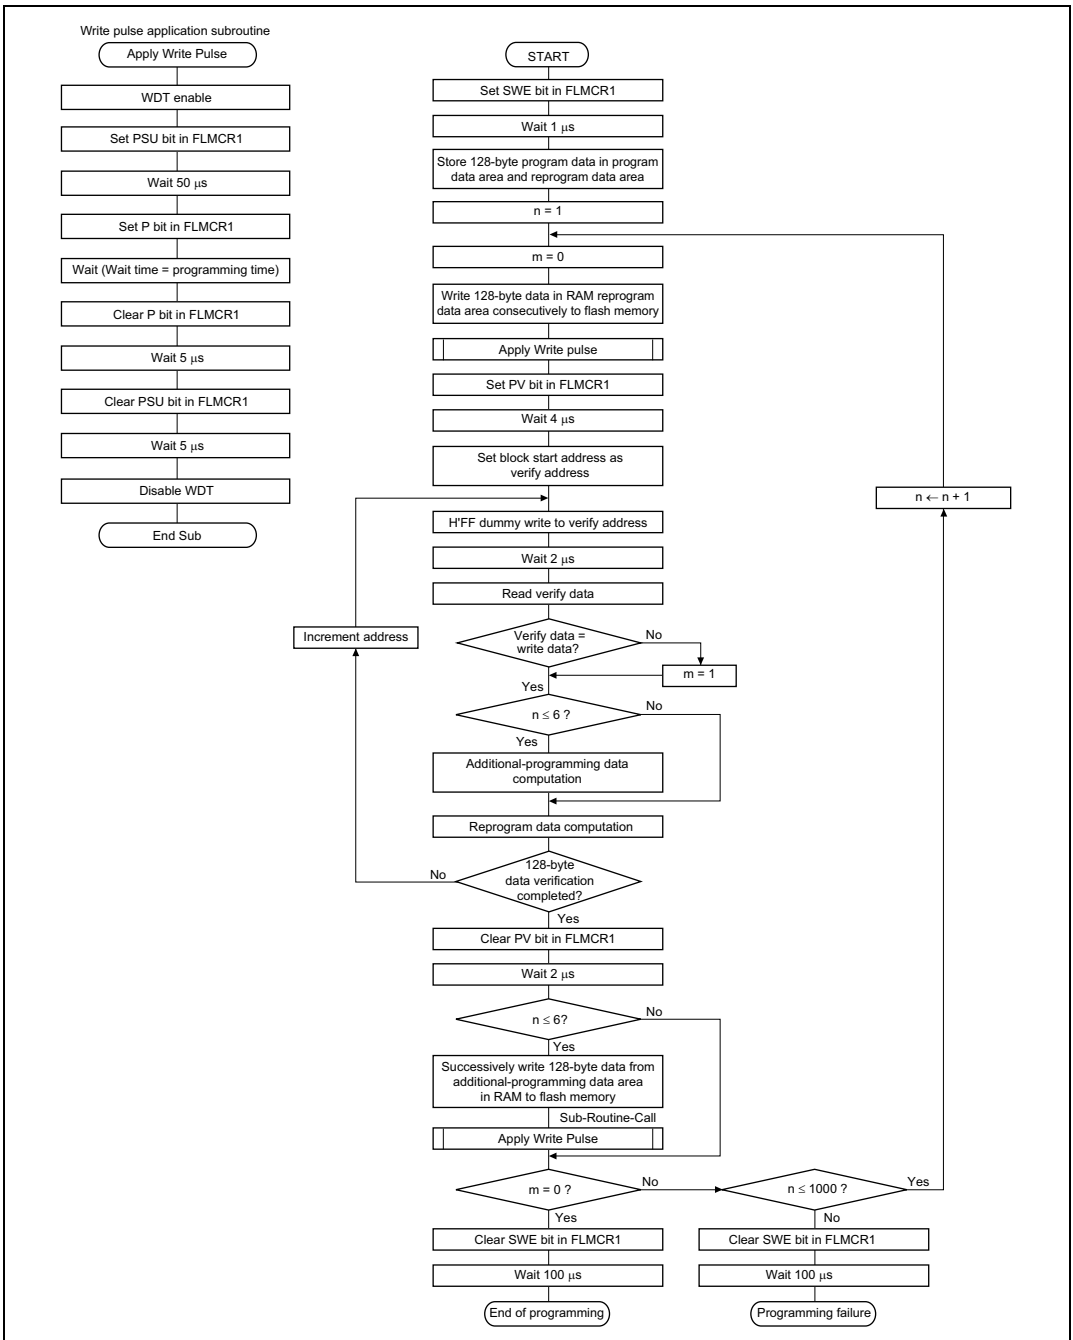 Write pulse application subroutine
Apply Write Pulse
WDT enable
Set PSU bit in FLMCR1
Wait 50 μs
Set P bit in FLMCR1
Wait (Wait time = programming time)
Clear P bit in FLMCR1
Wait 5 μs
Clear PSU bit in FLMCR1
Wait 5 μs
Disable WDT
End Sub
START
Set SWE bit in FLMCR1
Wait 1 μs
Store 128-byte program data in program
data area and reprogram data area
n = 1
m = 0
Write 128-byte data in RAM reprogram
data area consecutively to flash memory
Apply Write pulse
Set PV bit in FLMCR1
Wait 4 μs
Set block start address as
verify address
n ← n + 1
H'FF dummy write to verify address
Wait 2 μs
Read verify data
Increment address
Verify data =
write data?
No
m = 1
Yes
n ≤ 6 ?
No
Yes
Additional-programming data
computation
Reprogram data computation
128-byte
data verification
completed?
No
Yes
Clear PV bit in FLMCR1
Wait 2 μs
n ≤ 6?
No
Yes
Successively write 128-byte data from
additional-programming data area
in RAM to flash memory
Sub-Routine-Call
Apply Write Pulse
m = 0 ?
No
n ≤ 1000 ?
Yes
Yes
No
Clear SWE bit in FLMCR1
Clear SWE bit in FLMCR1
Wait 100 μs
Wait 100 μs
End of programming
Programming failure